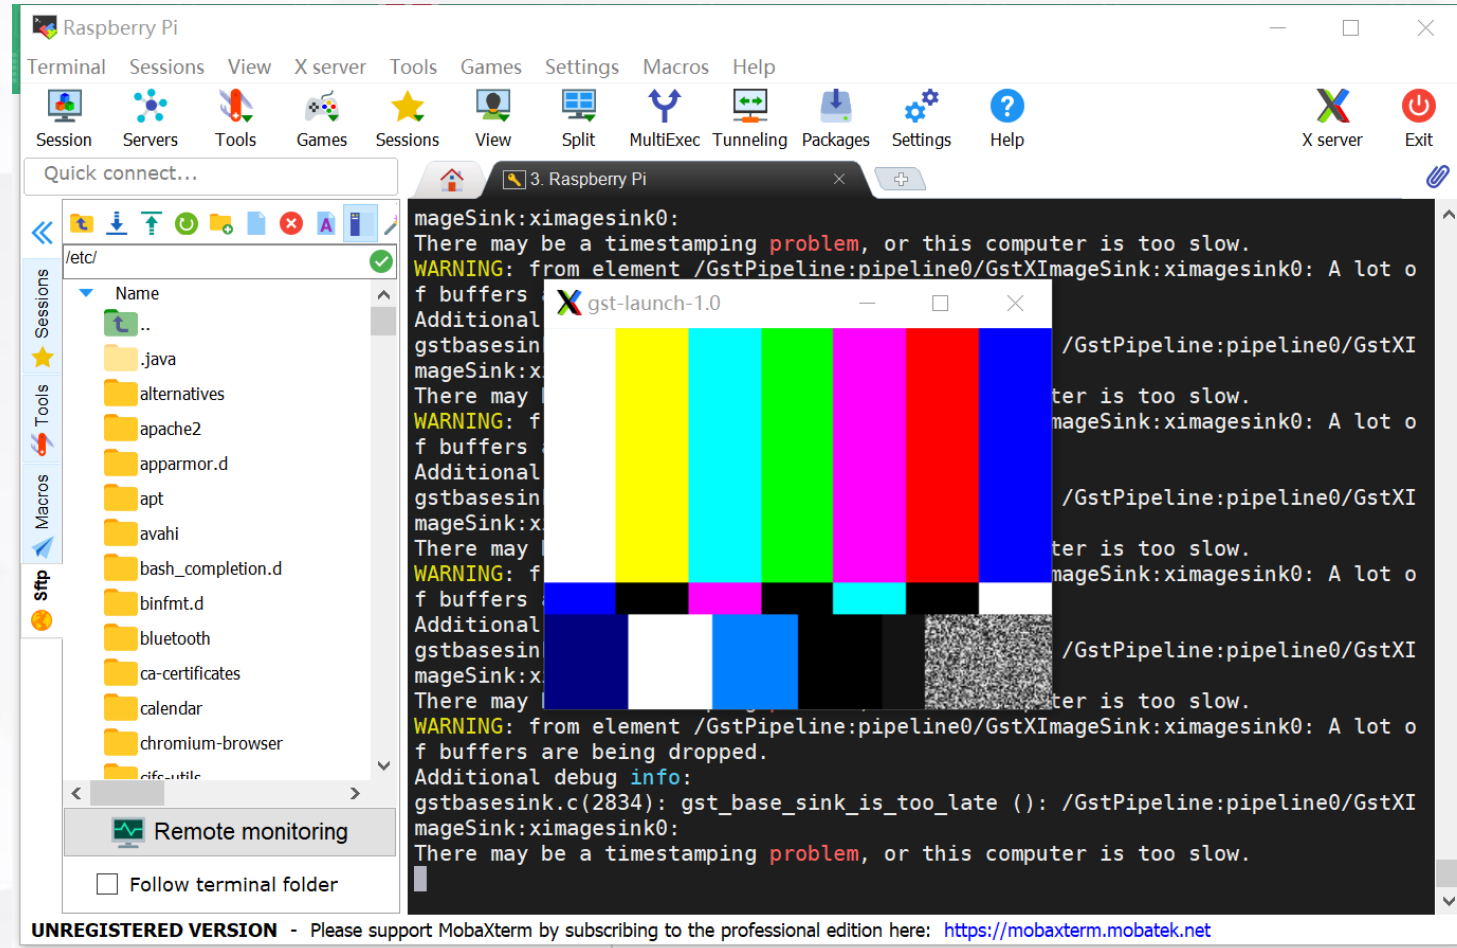 Raspberry Pi
Terminal Sessions View X server Tools Games Settings Macros Help
Session Servers Tools Games Sessions View Split MultiExec Tunneling Packages Settings Help X server Exit
Quick connect...
3. Raspberry Pi
/etc/
Name
..
.java
alternatives
apache2
apparmor.d
apt
avahi
bash_completion.d
binfmt.d
bluetooth
ca-certificates
calendar
chromium-browser
cifs-utils
Sessions
Tools
Macros
Sftp
Remote monitoring
Follow terminal folder
mageSink:ximagesink0:
There may be a timestamping problem, or this computer is too slow.
WARNING: from element /GstPipeline:pipeline0/GstXImageSink:ximagesink0: A lot o
f buffers
gst-launch-1.0
Additional
gstbasesin /GstPipeline:pipeline0/GstXI
mageSink:x
There may ter is too slow.
WARNING: f mageSink:ximagesink0: A lot o
f buffers
Additional
gstbasesin /GstPipeline:pipeline0/GstXI
mageSink:x
There may ter is too slow.
WARNING: f mageSink:ximagesink0: A lot o
f buffers
Additional
gstbasesin /GstPipeline:pipeline0/GstXI
mageSink:x
There may ter is too slow.
WARNING: from element /GstPipeline:pipeline0/GstXImageSink:ximagesink0: A lot o
f buffers are being dropped.
Additional debug info:
gstbasesink.c(2834): gst_base_sink_is_too_late (): /GstPipeline:pipeline0/GstXI
mageSink:ximagesink0:
There may be a timestamping problem, or this computer is too slow.
UNREGISTERED VERSION - Please support MobaXterm by subscribing to the professional edition here: https://mobaxterm.mobatek.net